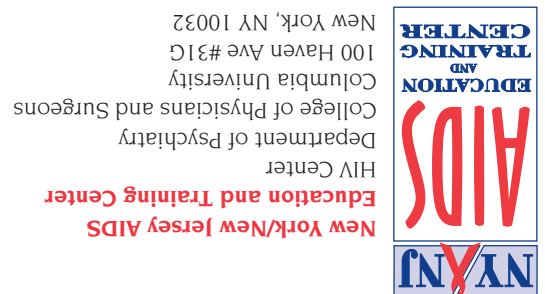 NY NJ
AIDS
EDUCATION
AND
TRAINING
CENTER
New York/New Jersey AIDS
Education and Training Center
HIV Center
Department of Psychiatry
College of Physicians and Surgeons
Columbia University
100 Haven Ave #31G
New York, NY 10032